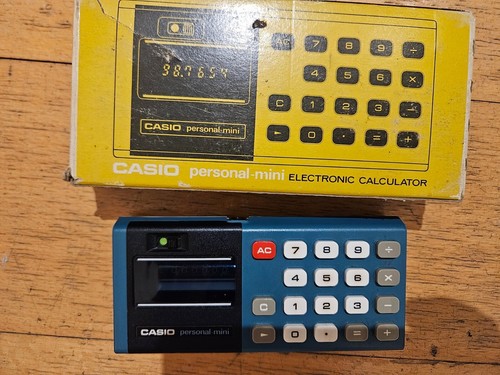 38.7654
AC 7 8 9 ÷
4 5 6 ×
C 1 2 3 −
CASIO personal-mini
► 0 · = +
CASIO personal-mini ELECTRONIC CALCULATOR
AC 7 8 9 ÷
4 5 6 ×
C 1 2 3 −
CASIO personal-mini
► 0 · = +